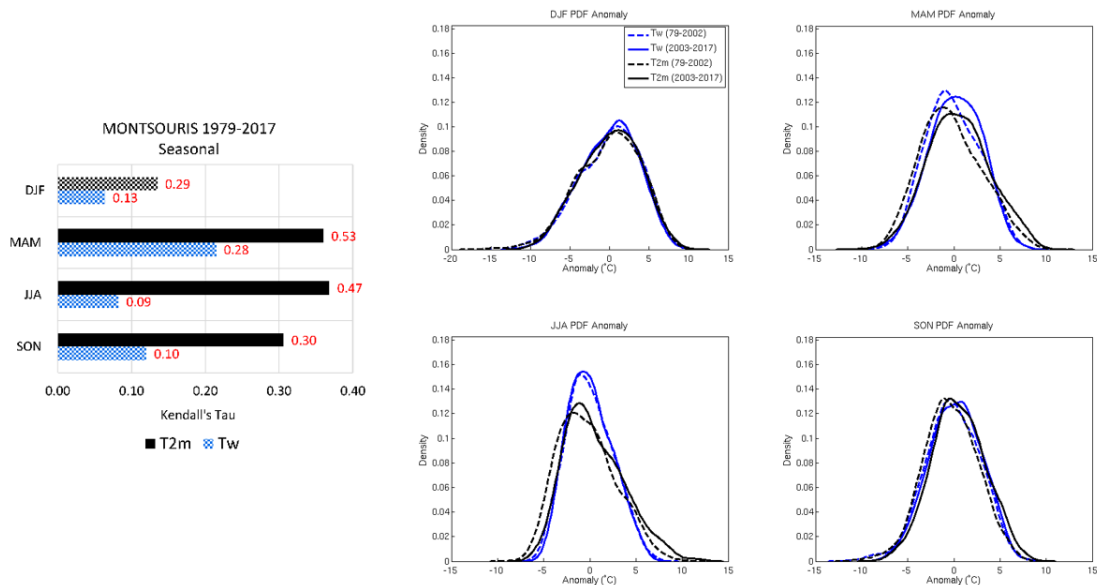 MONTSOURIS 1979-2017
Seasonal
DJF
0.29
0.13
MAM
0.53
0.28
JJA
0.47
0.09
SON
0.30
0.10
0.00 0.10 0.20 0.30 0.40
Kendall's Tau
T2m Tw
DJF PDF Anomaly
0.18
0.16
0.14
0.12
0.1
0.08
0.06
0.04
0.02
0
Density
Tw (79-2002)
Tw (2003-2017)
T2m (79-2002)
T2m (2003-2017)
-20 -15 -10 -5 0 5 10 15
Anomaly (°C)
MAM PDF Anomaly
0.18
0.16
0.14
0.12
0.1
0.08
0.06
0.04
0.02
0
Density
-15 -10 -5 0 5 10 15
Anomaly (°C)
JJA PDF Anomaly
0.18
0.16
0.14
0.12
0.1
0.08
0.06
0.04
0.02
0
Density
-15 -10 -5 0 5 10 15
Anomaly (°C)
SON PDF Anomaly
0.18
0.16
0.14
0.12
0.1
0.08
0.06
0.04
0.02
0
Density
-15 -10 -5 0 5 10 15
Anomaly (°C)